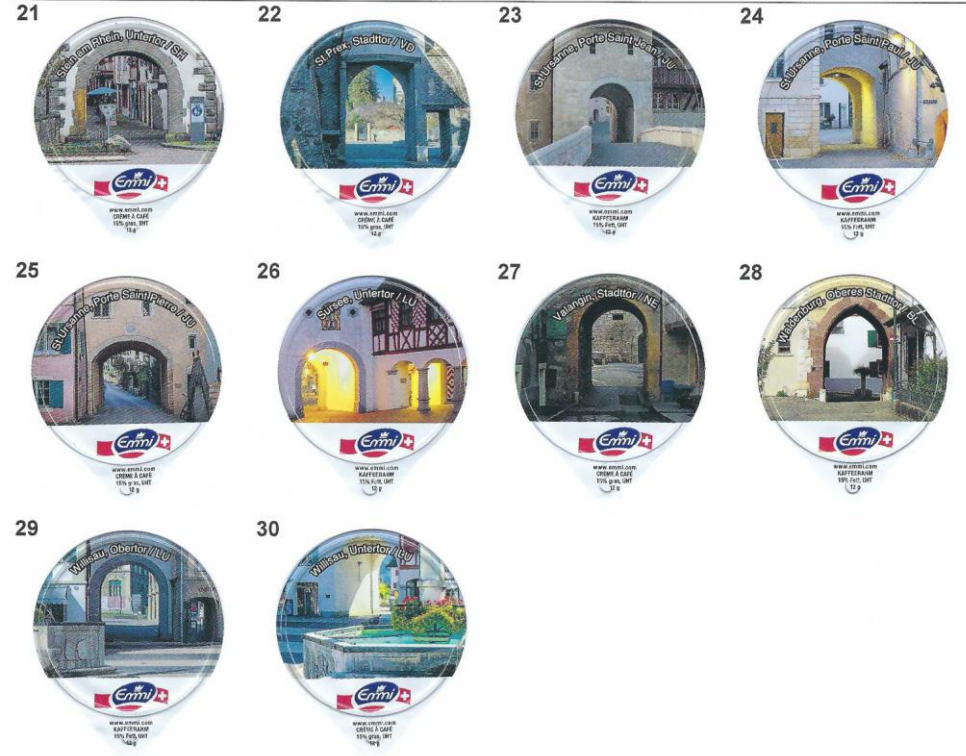 21
Stein am Rhein, Untertor / SH
Emmi
www.emmi.com
CRÈME À CAFÉ
15% gras, UHT
12 g
22
St.Prex, Stadttor / VD
Emmi
www.emmi.com
CRÈME À CAFÉ
15% gras, UHT
12 g
23
St.Ursanne, Porte Saint Jean / JU
Emmi
www.emmi.com
KAFFEERAHM
15% Fett, UHT
12 g
24
St.Ursanne, Porte Saint Paul / JU
Emmi
www.emmi.com
KAFFEERAHM
15% Fett, UHT
12 g
25
St.Ursanne, Porte Saint Pierre / JU
Emmi
www.emmi.com
CRÈME À CAFÉ
15% gras, UHT
12 g
26
Sursee, Untertor / LU
Emmi
www.emmi.com
KAFFEERAHM
15% Fett, UHT
12 g
27
Valangin, Stadttor / NE
Emmi
www.emmi.com
CRÈME À CAFÉ
15% gras, UHT
12 g
28
Waldenburg, Oberes Stadttor / BL
Emmi
www.emmi.com
KAFFEERAHM
15% Fett, UHT
12 g
29
Willisau, Obertor / LU
Emmi
www.emmi.com
KAFFEERAHM
15% Fett, UHT
12 g
30
Willisau, Untertor / LU
Emmi
www.emmi.com
CRÈME À CAFÉ
15% gras, UHT
12 g